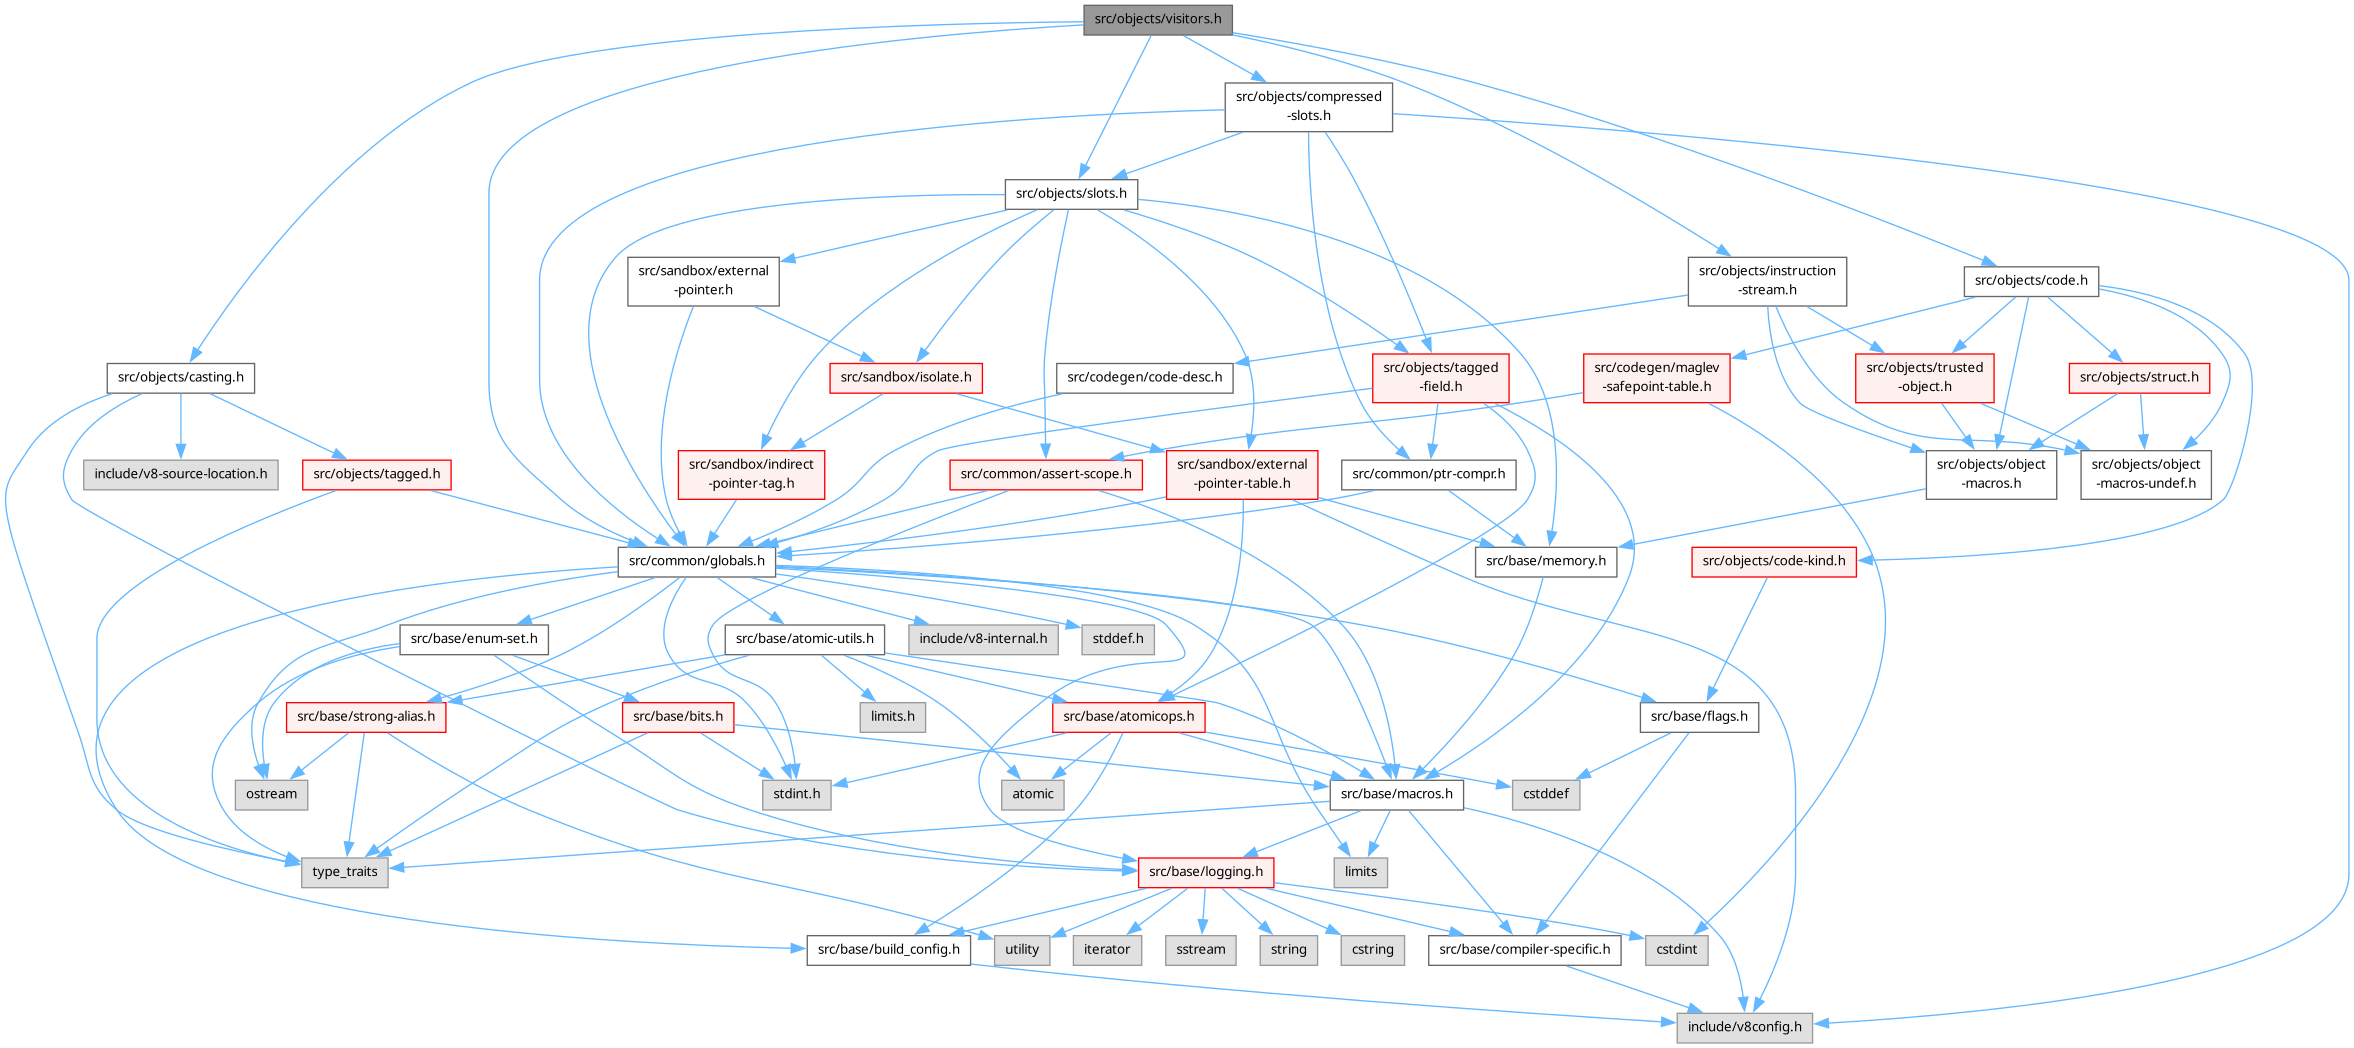 src/objects/visitors.h
src/objects/compressed
-slots.h
src/objects/slots.h
src/sandbox/external
-pointer.h
src/objects/instruction
-stream.h
src/objects/code.h
src/objects/casting.h
src/sandbox/isolate.h
src/codegen/code-desc.h
src/objects/tagged
-field.h
src/codegen/maglev
-safepoint-table.h
src/objects/trusted
-object.h
src/objects/struct.h
include/v8-source-location.h
src/objects/tagged.h
src/sandbox/indirect
-pointer-tag.h
src/common/assert-scope.h
src/sandbox/external
-pointer-table.h
src/common/ptr-compr.h
src/objects/object
-macros.h
src/objects/object
-macros-undef.h
src/common/globals.h
src/base/memory.h
src/objects/code-kind.h
src/base/enum-set.h
src/base/atomic-utils.h
include/v8-internal.h
stddef.h
src/base/strong-alias.h
src/base/bits.h
limits.h
src/base/atomicops.h
src/base/flags.h
ostream
stdint.h
atomic
src/base/macros.h
cstddef
type_traits
src/base/logging.h
limits
src/base/build_config.h
utility
iterator
sstream
string
cstring
src/base/compiler-specific.h
cstdint
include/v8config.h